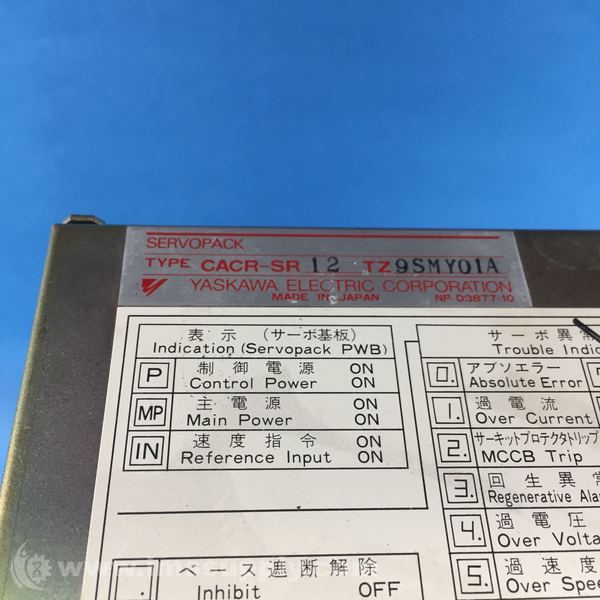 SERVOPACK
TYPE CACR-SR 12 TZ9SMY01A
YASKAWA ELECTRIC CORPORATION
MADE IN JAPAN NP-D3877-10
表示 (サーボ基板)
Indication (Servopack PWB)
P 制御電源 ON
Control Power ON
MP 主電源 ON
Main Power ON
IN 速度指令 ON
Reference Input ON
. ベース遮断解除
Inhibit OFF
サーボ異常
Trouble Indic
0. アブソエラー
Absolute Error
1. 過電流
Over Current
2. サーキットプロテクタトリップ
MCCB Trip
3. 回生異常
Regenerative Ala
4. 過電圧
Over Volta
5. 過速度
Over Spee